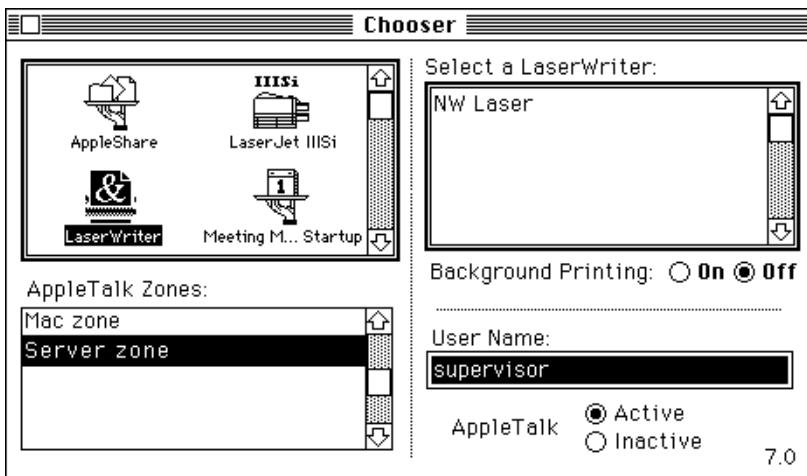 Chooser
IIISi
AppleShare
LaserJet IIISi
1
&
LaserWriter
Meeting M... Startup
AppleTalk Zones:
Mac zone
Server zone
Select a LaserWriter:
NW Laser
Background Printing: On Off
User Name:
supervisor
AppleTalk
Active
Inactive
7.0